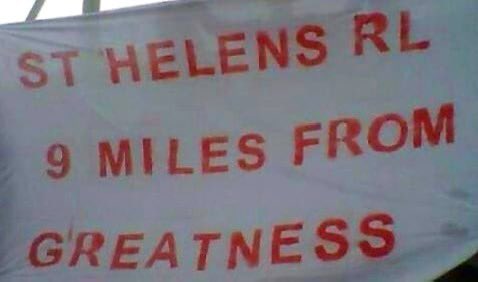 ST HELENS RL
9 MILES FROM
GREATNESS